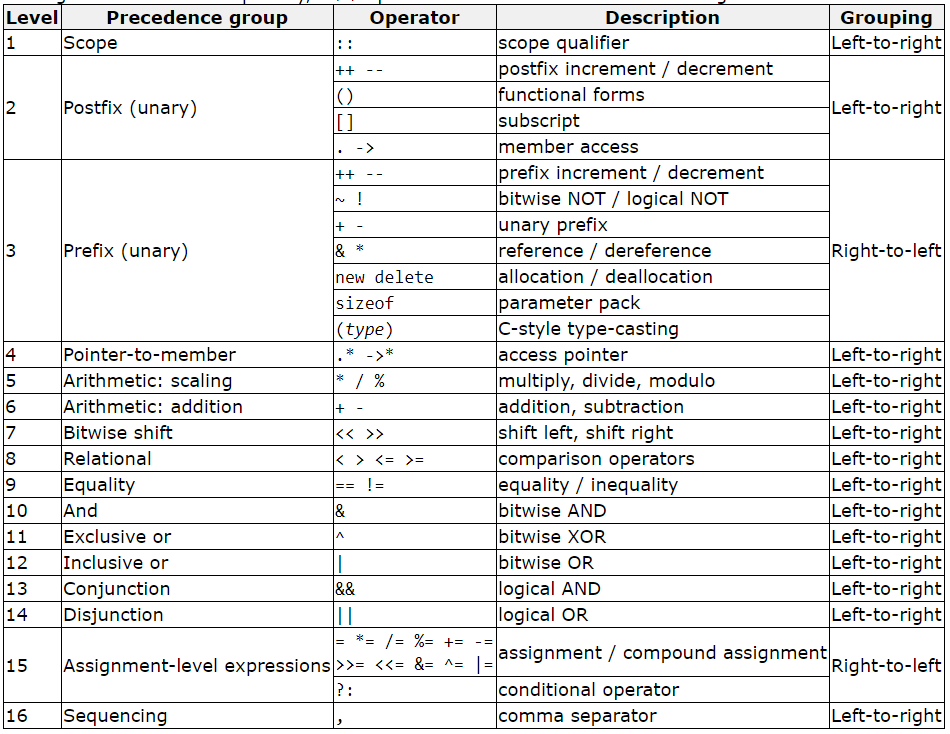 Level Precedence group Operator Description Grouping
1 Scope :: scope qualifier Left-to-right
2 Postfix (unary) ++ -- postfix increment / decrement Left-to-right
() functional forms
[] subscript
. -> member access
3 Prefix (unary) ++ -- prefix increment / decrement Right-to-left
~ ! bitwise NOT / logical NOT
+ - unary prefix
& * reference / dereference
new delete allocation / deallocation
sizeof parameter pack
(type) C-style type-casting
4 Pointer-to-member .* ->* access pointer Left-to-right
5 Arithmetic: scaling * / % multiply, divide, modulo Left-to-right
6 Arithmetic: addition + - addition, subtraction Left-to-right
7 Bitwise shift << >> shift left, shift right Left-to-right
8 Relational < > <= >= comparison operators Left-to-right
9 Equality == != equality / inequality Left-to-right
10 And & bitwise AND Left-to-right
11 Exclusive or ^ bitwise XOR Left-to-right
12 Inclusive or | bitwise OR Left-to-right
13 Conjunction && logical AND Left-to-right
14 Disjunction || logical OR Left-to-right
15 Assignment-level expressions = *= /= %= += -= assignment / compound assignment Right-to-left
>>= <<= &= ^= |=
?: conditional operator
16 Sequencing , comma separator Left-to-right